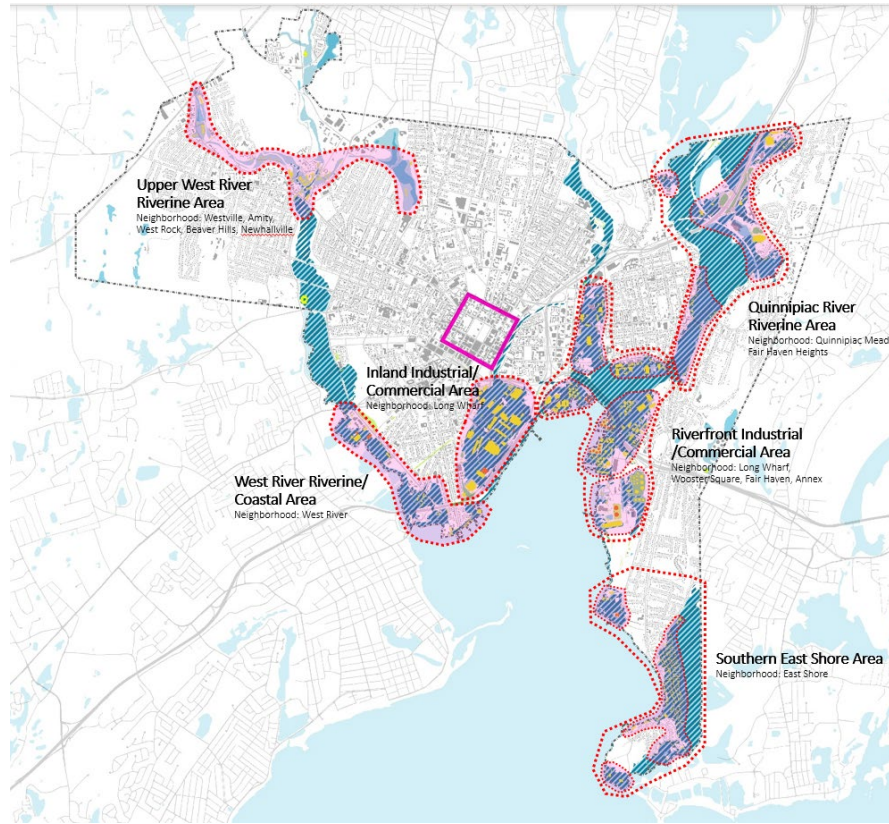 Upper West River
Riverine Area
Neighborhood: Westville, Amity,
West Rock, Beaver Hills, Newhallville
Quinnipiac River
Riverine Area
Neighborhood: Quinnipiac Mead
Fair Haven Heights
Inland Industrial/
Commercial Area
Neighborhood: Long Wharf
Riverfront Industrial
/Commercial Area
Neighborhood: Long Wharf,
Wooster Square, Fair Haven, Annex
West River Riverine/
Coastal Area
Neighborhood: West River
Southern East Shore Area
Neighborhood: East Shore